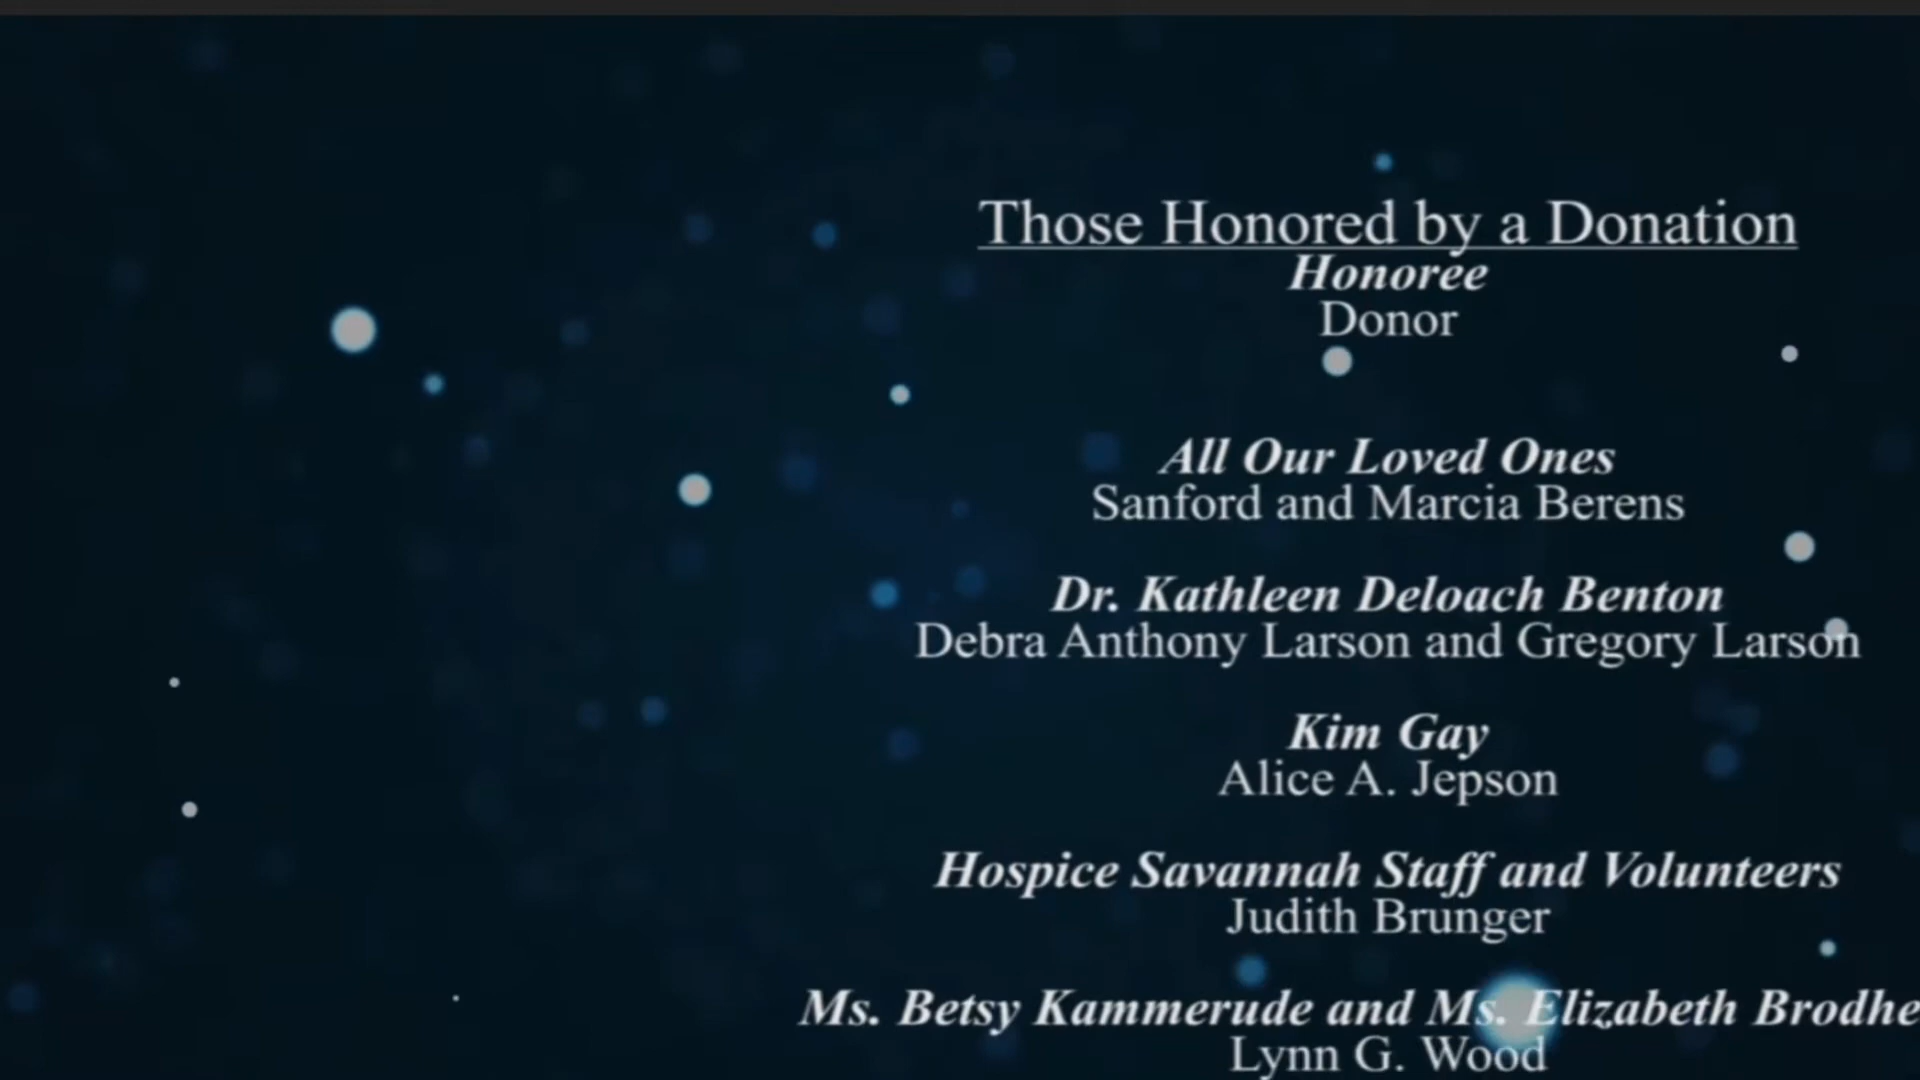 Those Honored by a Donation
Honoree
Donor
All Our Loved Ones
Sanford and Marcia Berens
Dr. Kathleen Deloach Benton
Debra Anthony Larson and Gregory Larson
Kim Gay
Alice A. Jepson
Hospice Savannah Staff and Volunteers
Judith Brunger
Ms. Betsy Kammerude and Ms. Elizabeth Brodhe
Lynn G. Wood